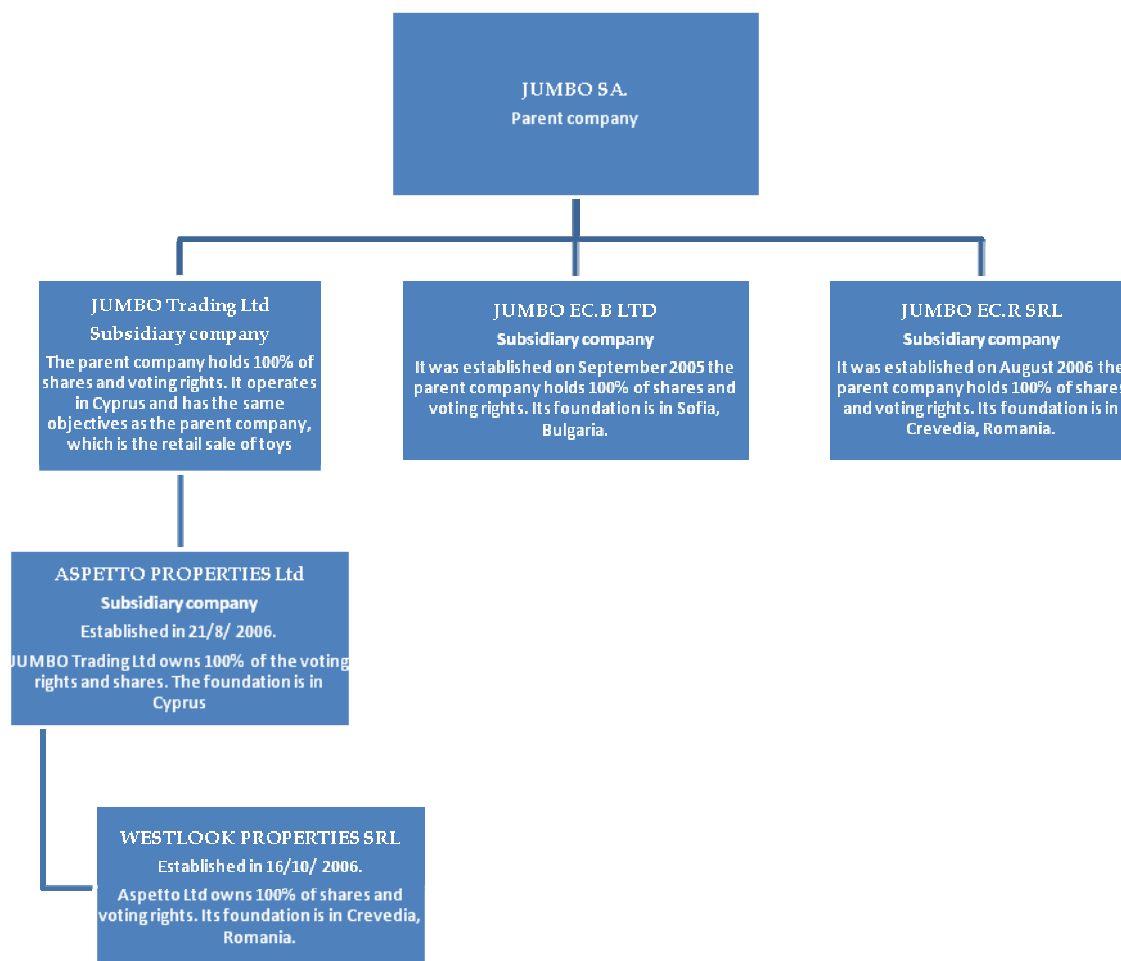 JUMBO SA.
Parent company
JUMBO Trading Ltd
Subsidiary company
The parent company holds 100% of
shares and voting rights. It operates
in Cyprus and has the same
objectives as the parent company,
which is the retail sale of toys
JUMBO EC.B LTD
Subsidiary company
It was established on September 2005 the
parent company holds 100% of shares and
voting rights. Its foundation is in Sofia,
Bulgaria.
JUMBO EC.R SRL
Subsidiary company
It was established on August 2006 the
parent company holds 100% of shares
and voting rights. Its foundation is in
Crevedia, Romania.
ASPETTO PROPERTIES Ltd
Subsidiary company
Established in 21/8/ 2006.
JUMBO Trading Ltd owns 100% of the voting
rights and shares. The foundation is in
Cyprus
WESTLOOK PROPERTIES SRL
Established in 16/10/ 2006.
Aspetto Ltd owns 100% of shares and
voting rights. Its foundation is in Crevedia,
Romania.